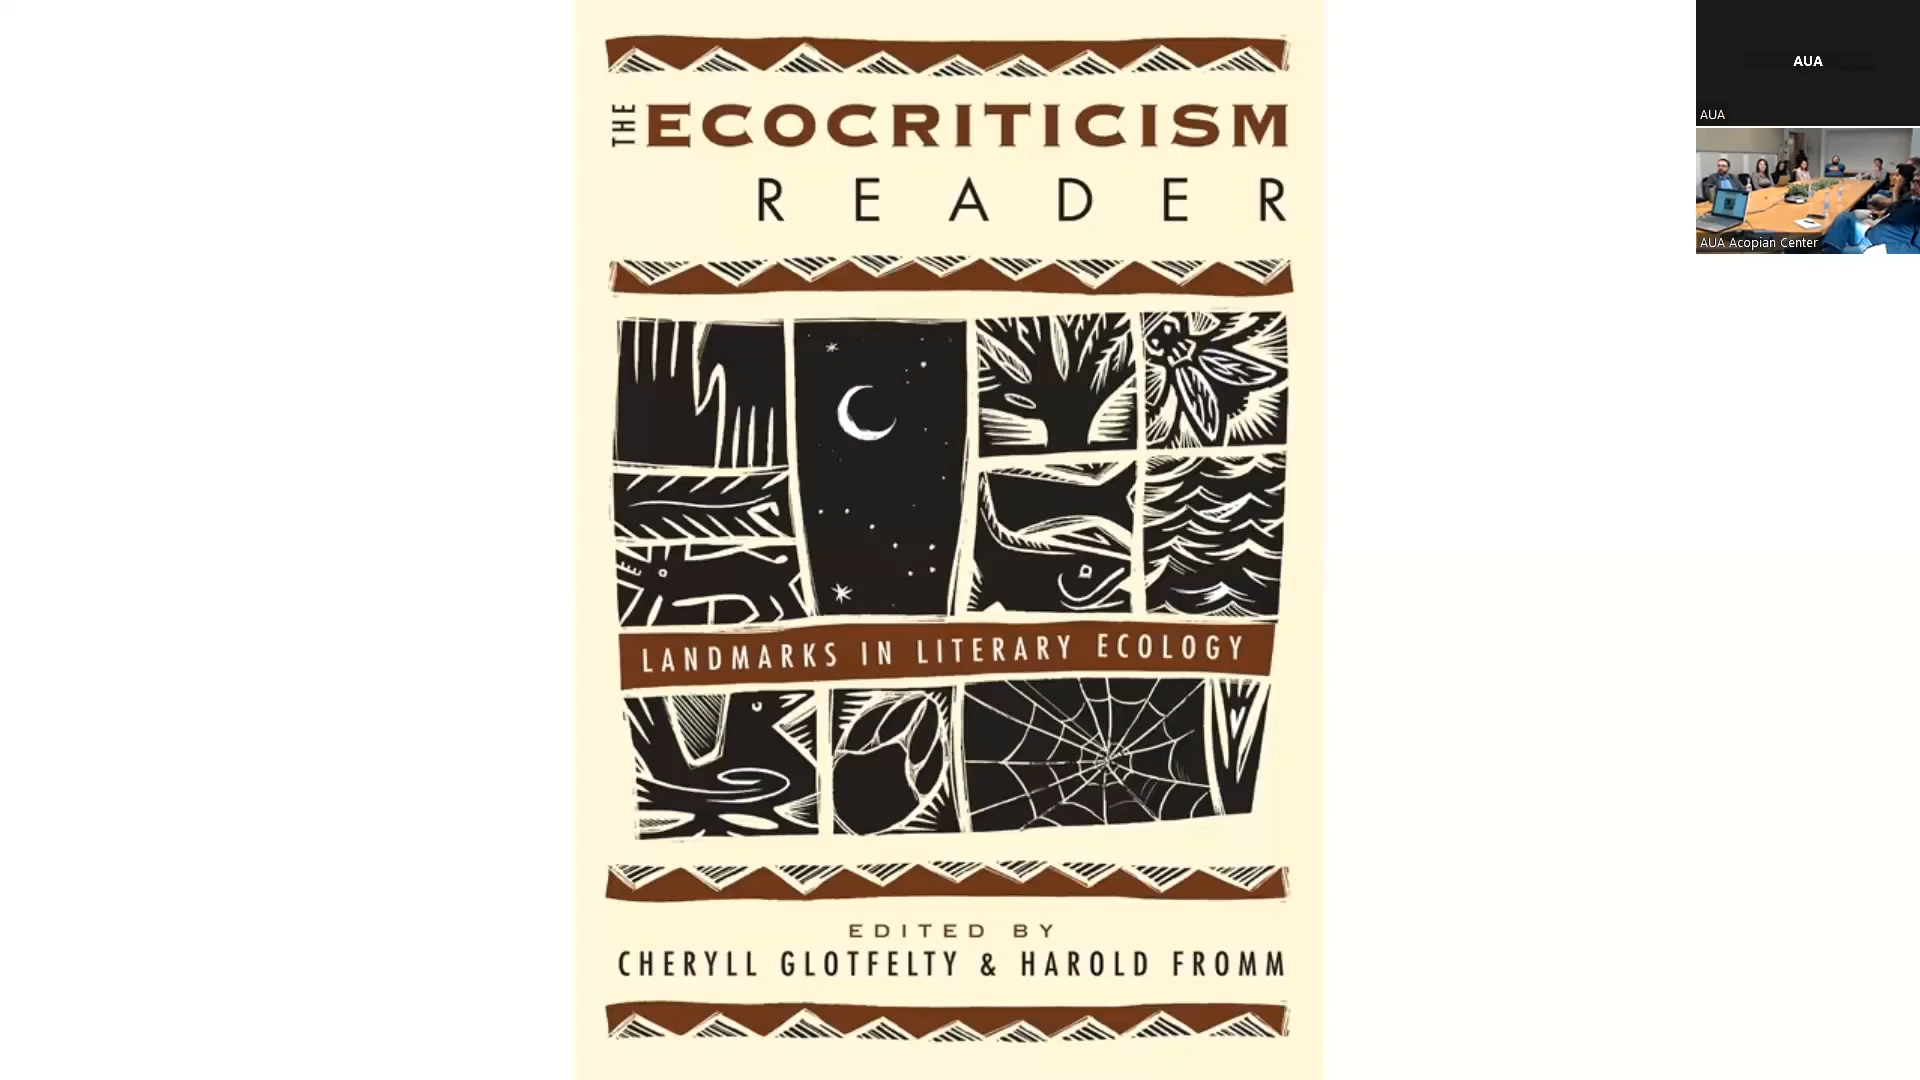 THE ECOCRITICISM
READER
LANDMARKS IN LITERARY ECOLOGY
EDITED BY
CHERYLL GLOTFELTY & HAROLD FROMM
AUA
AUA
AUA Acopian Center